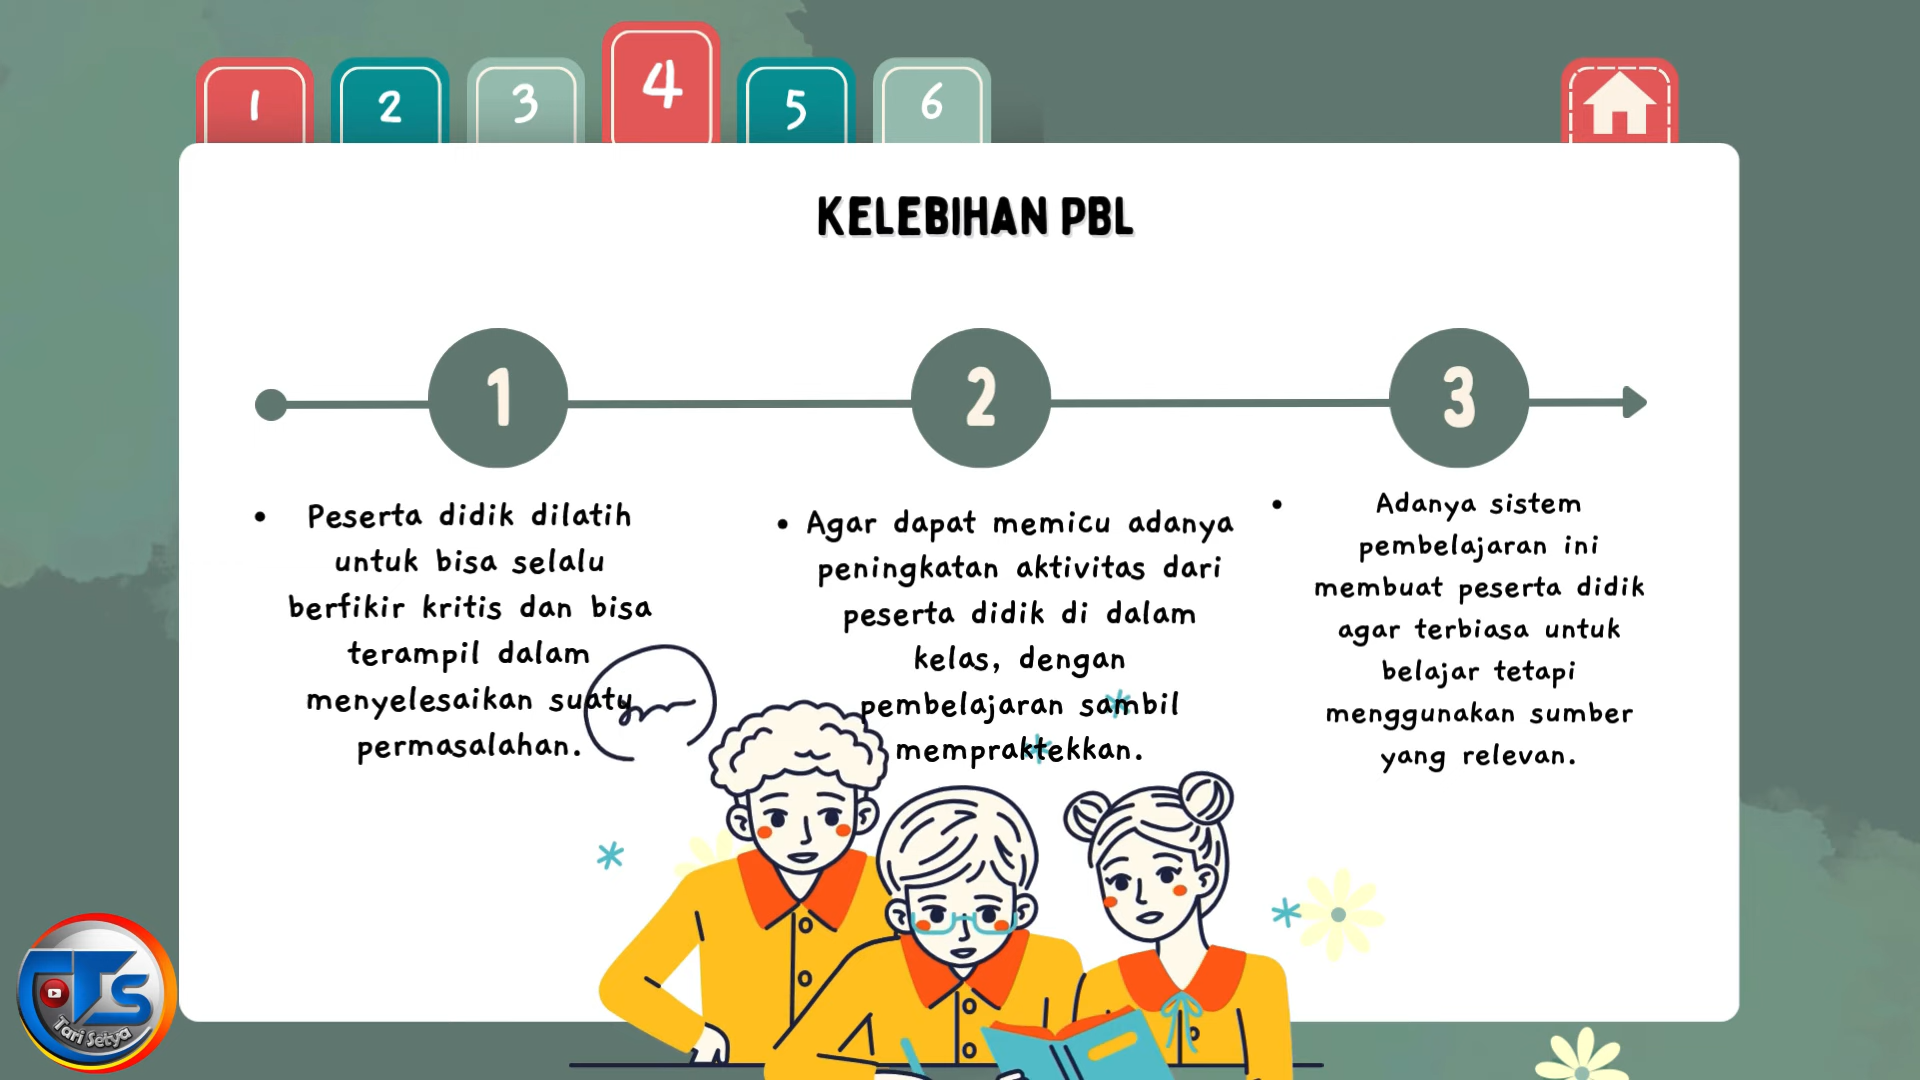 1
2
3
4
5
6
KELEBIHAN PBL
1
2
3
• Peserta didik dilatih
untuk bisa selalu
berfikir kritis dan bisa
terampil dalam
menyelesaikan suatu
permasalahan.
• Agar dapat memicu adanya
peningkatan aktivitas dari
peserta didik di dalam
kelas, dengan
pembelajaran sambil
mempraktekkan.
• Adanya sistem
pembelajaran ini
membuat peserta didik
agar terbiasa untuk
belajar tetapi
menggunakan sumber
yang relevan.
CTS
Tari Setya